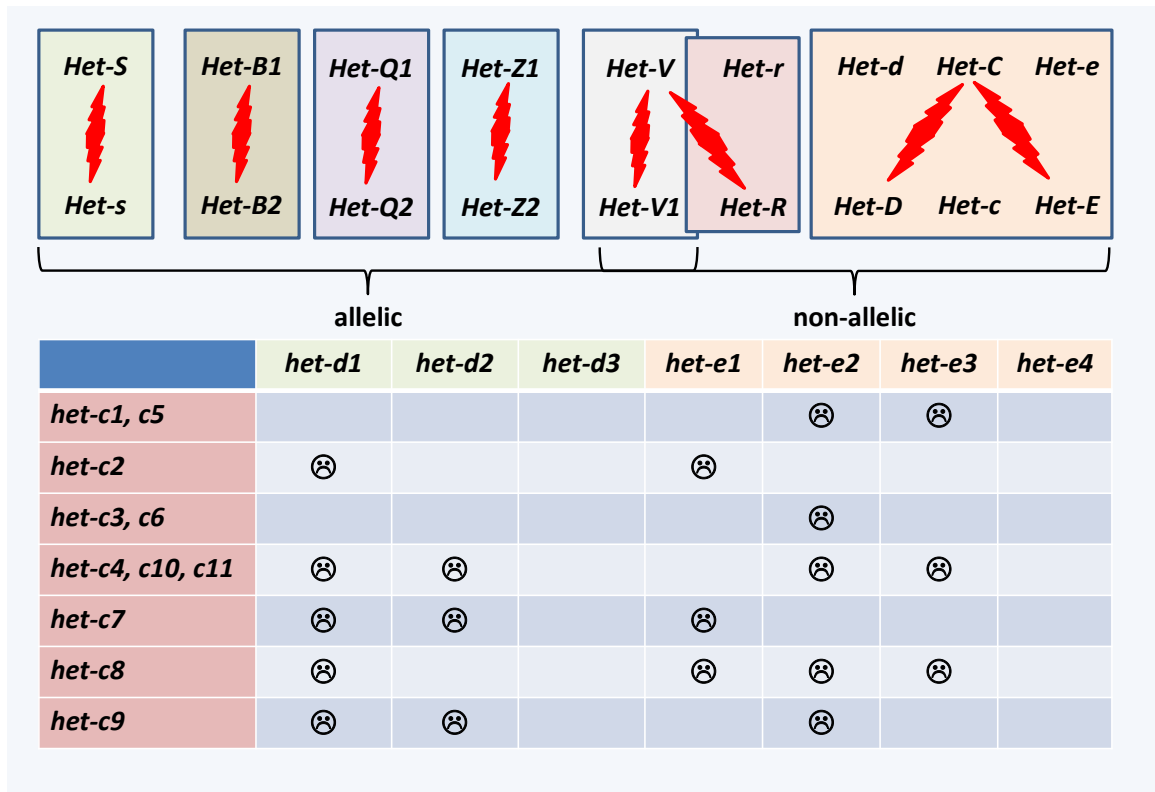 Het-S Het-B1 Het-Q1 Het-Z1 Het-V Het-r Het-d Het-C Het-e
Het-s Het-B2 Het-Q2 Het-Z2 Het-V1 Het-R Het-D Het-c Het-E
allelic non-allelic
het-d1 het-d2 het-d3 het-e1 het-e2 het-e3 het-e4
het-c1, c5
het-c2
het-c3, c6
het-c4, c10, c11
het-c7
het-c8
het-c9